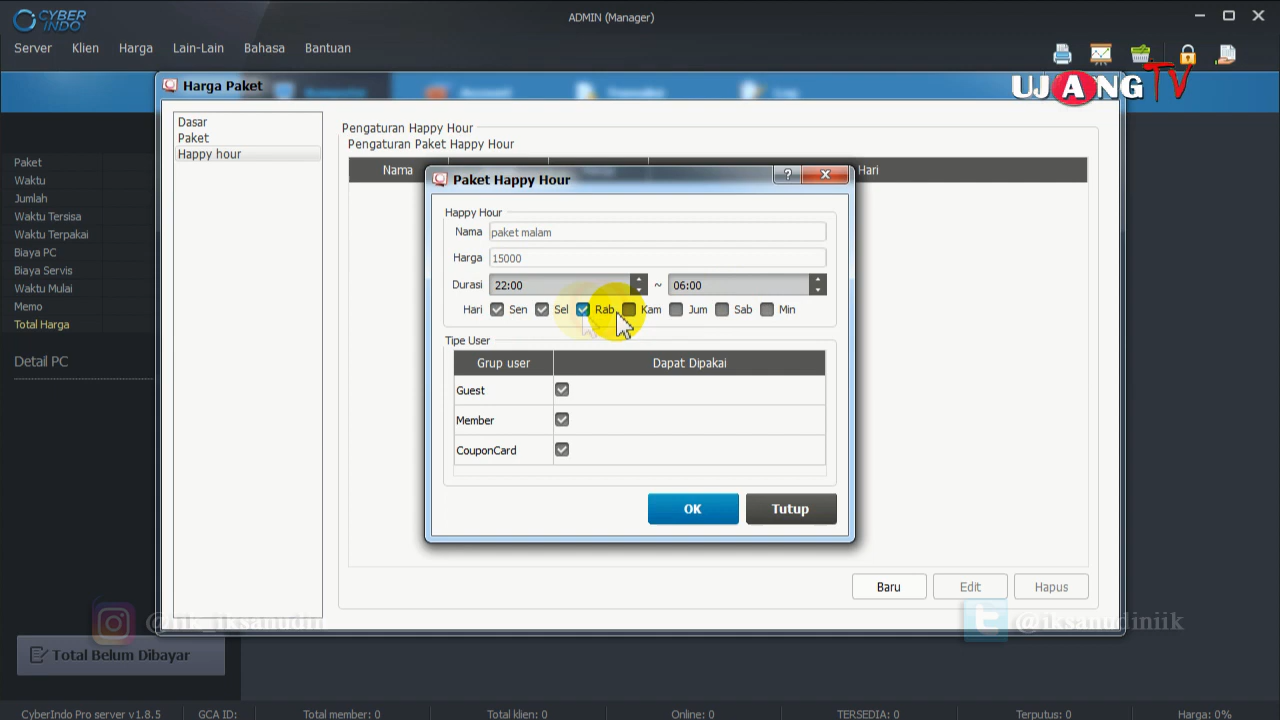 CYBER
INDO
ADMIN (Manager)
Server Klien Harga Lain-Lain Bahasa Bantuan
UJANG TV
Harga Paket
Dasar
Paket
Happy hour
Pengaturan Happy Hour
Pengaturan Paket Happy Hour
Nama Hari
Paket
Waktu
Jumlah
Waktu Tersisa
Waktu Terpakai
Biaya PC
Biaya Servis
Waktu Mulai
Memo
Total Harga
Detail PC
Paket Happy Hour
?
Happy Hour
Nama paket malam
Harga 15000
Durasi 22:00 ~ 06:00
Hari Sen Sel Rab Kam Jum Sab Min
Tipe User
Grup user Dapat Dipakai
Guest
Member
CouponCard
OK Tutup
Baru Edit Hapus
@iik_iksanudin @iksanudiniik
Total Belum Dibayar
CyberIndo Pro server v1.8.5 GCA ID: Total member: 0 Total klien: 0 Online: 0 TERSEDIA: 0 Terputus: 0 Harga: 0%